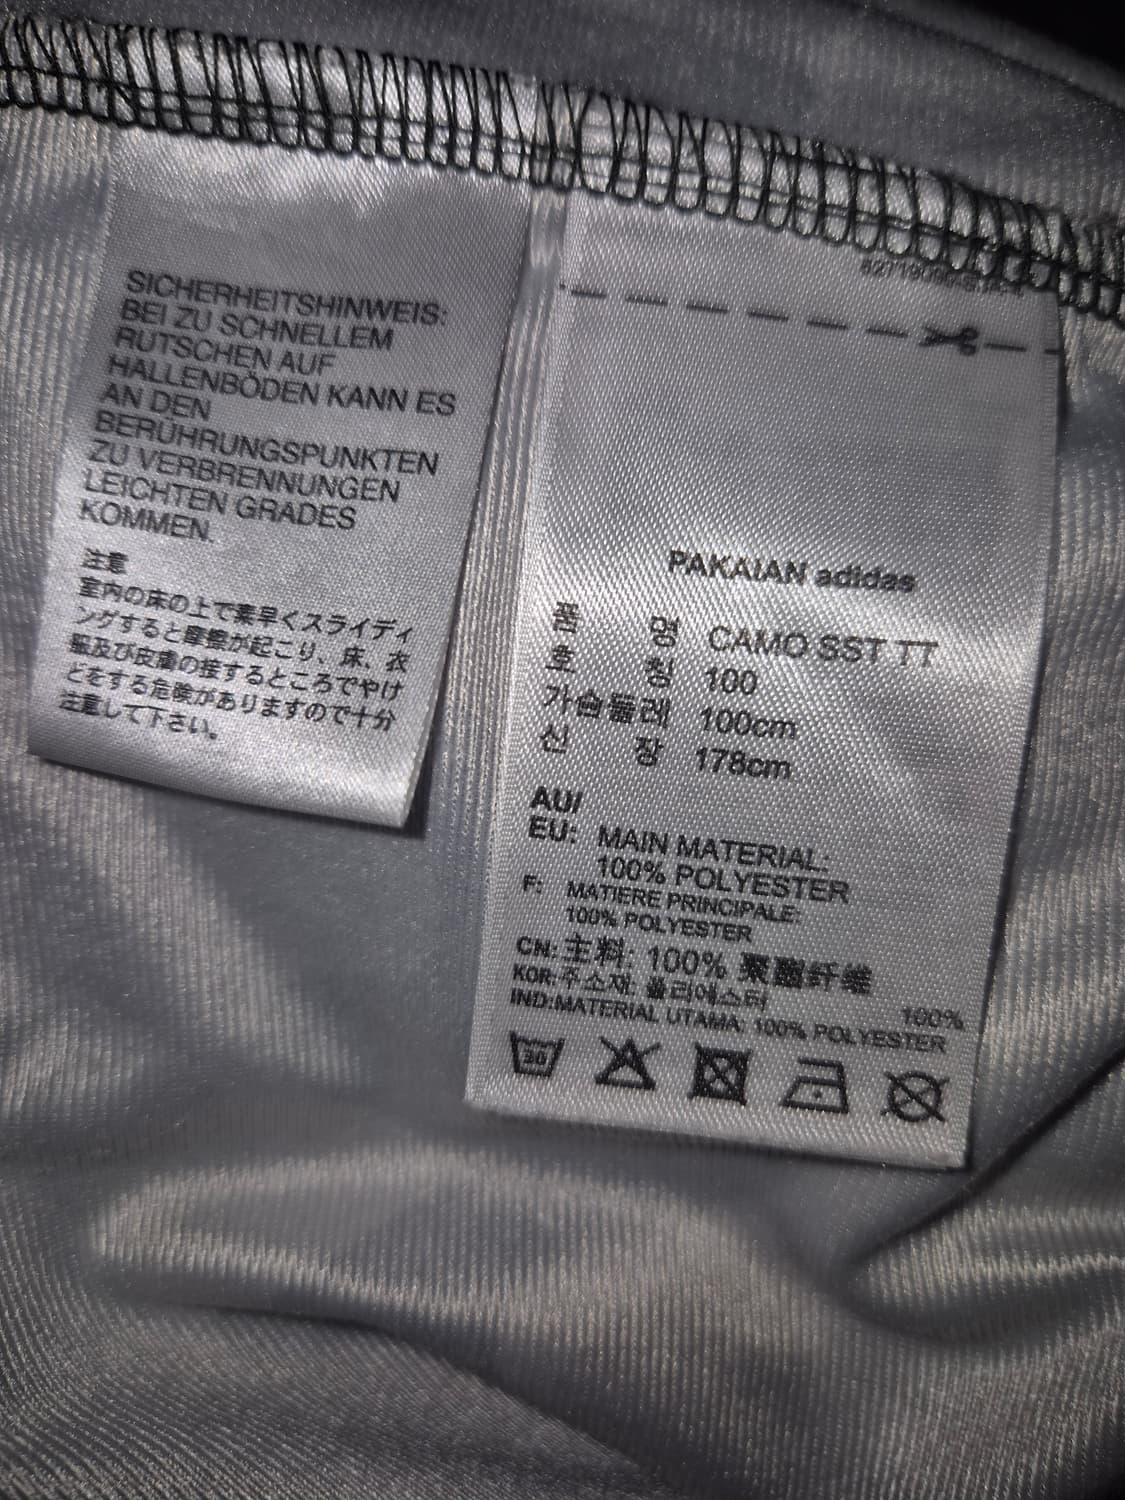 SICHERHEITSHINWEIS:
BEI ZU SCHNELLEM
RUTSCHEN AUF
HALLENBÖDEN KANN ES
AN DEN
BERÜHRUNGSPUNKTEN
ZU VERBRENNUNGEN
LEICHTEN GRADES
KOMMEN.
注意
室内の床の上で素早くスライディ
ングすると摩擦が起こり、床、衣
服及び皮膚の接するところでやけ
どをする危険がありますので十分
注意して下さい。
PAKAIAN adidas
품 명 CAMO SST TT
호 칭 100
가슴둘레 100cm
신 장 178cm
AU/
EU: MAIN MATERIAL:
100% POLYESTER
F: MATIERE PRINCIPALE:
100% POLYESTER
CN: 主料: 100% 聚酯纤维
KOR: 주소재: 폴리에스터 100%
IND: MATERIAL UTAMA: 100% POLYESTER
30